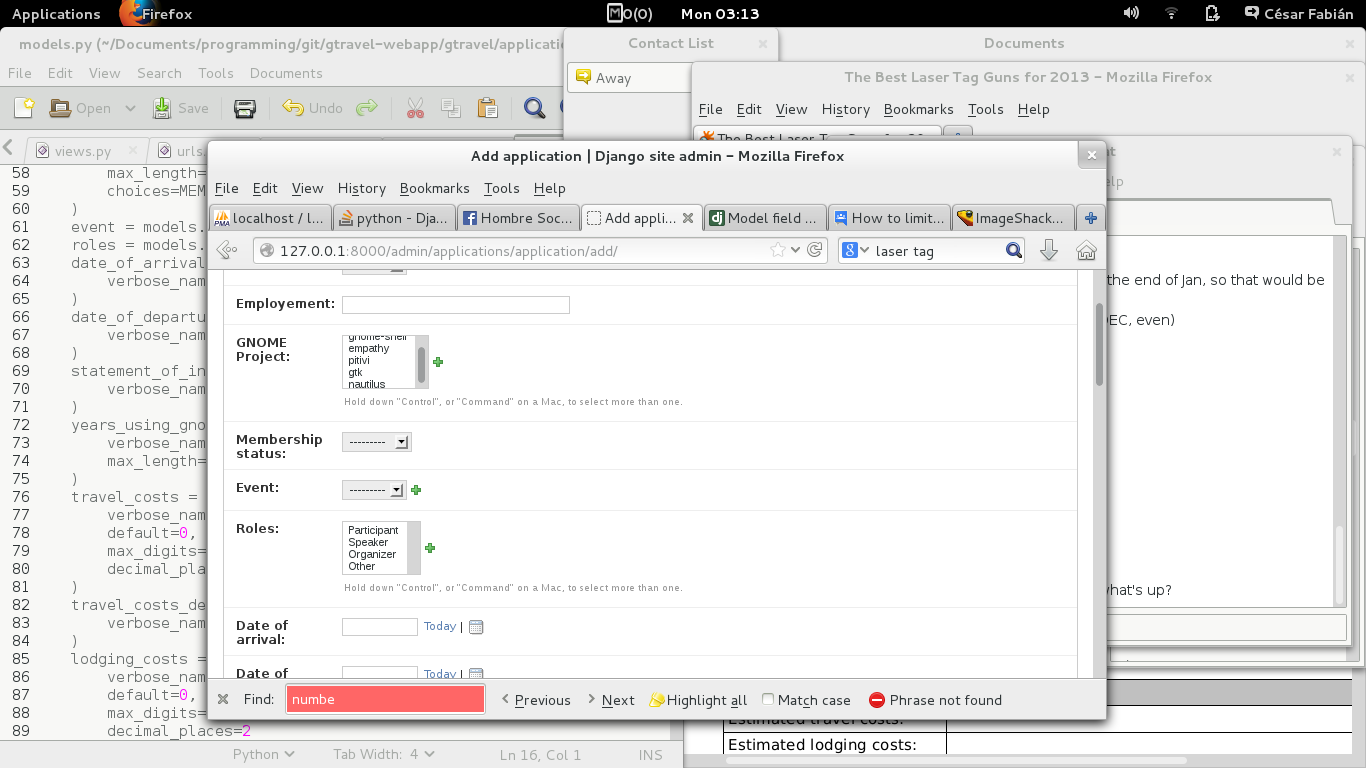 Applications Firefox M 0(0) Mon 03:13 César Fabián
models.py (~/Documents/programming/git/gtravel-webapp/gtravel/applicatio
File Edit View Search Tools Documents
Open Save Undo
views.py urls.
58 max_length=
59 choices=MEM
60 )
61 event = models.
62 roles = models.
63 date_of_arrival
64 verbose_nam
65 )
66 date_of_departu
67 verbose_nam
68 )
69 statement_of_in
70 verbose_nam
71 )
72 years_using_gno
73 verbose_nam
74 max_length=
75 )
76 travel_costs =
77 verbose_nam
78 default=0,
79 max_digits=
80 decimal_pla
81 )
82 travel_costs_de
83 verbose_nam
84 )
85 lodging_costs =
86 verbose_nam
87 default=0,
88 max_digits=
89 decimal_places=2
Python Tab Width: 4 Ln 16, Col 1 INS
Contact List
Away
Documents
The Best Laser Tag Guns for 2013 - Mozilla Firefox
File Edit View History Bookmarks Tools Help
the end of Jan, so that would be
DEC, even)
what's up?
Add application | Django site admin - Mozilla Firefox
File Edit View History Bookmarks Tools Help
localhost / l... python - Dja... Hombre Soc... Add appli... Model field ... How to limit... ImageShack...
127.0.0.1:8000/admin/applications/application/add/ laser tag
Employement:
GNOME Project:
gnome-shell
empathy
pitivi
gtk
nautilus
Hold down "Control", or "Command" on a Mac, to select more than one.
Membership status: ---------
Event: ---------
Roles:
Participant
Speaker
Organizer
Other
Hold down "Control", or "Command" on a Mac, to select more than one.
Date of arrival: Today |
Date of Today |
Find: numbe Previous Next Highlight all Match case Phrase not found
Estimated travel costs:
Estimated lodging costs: